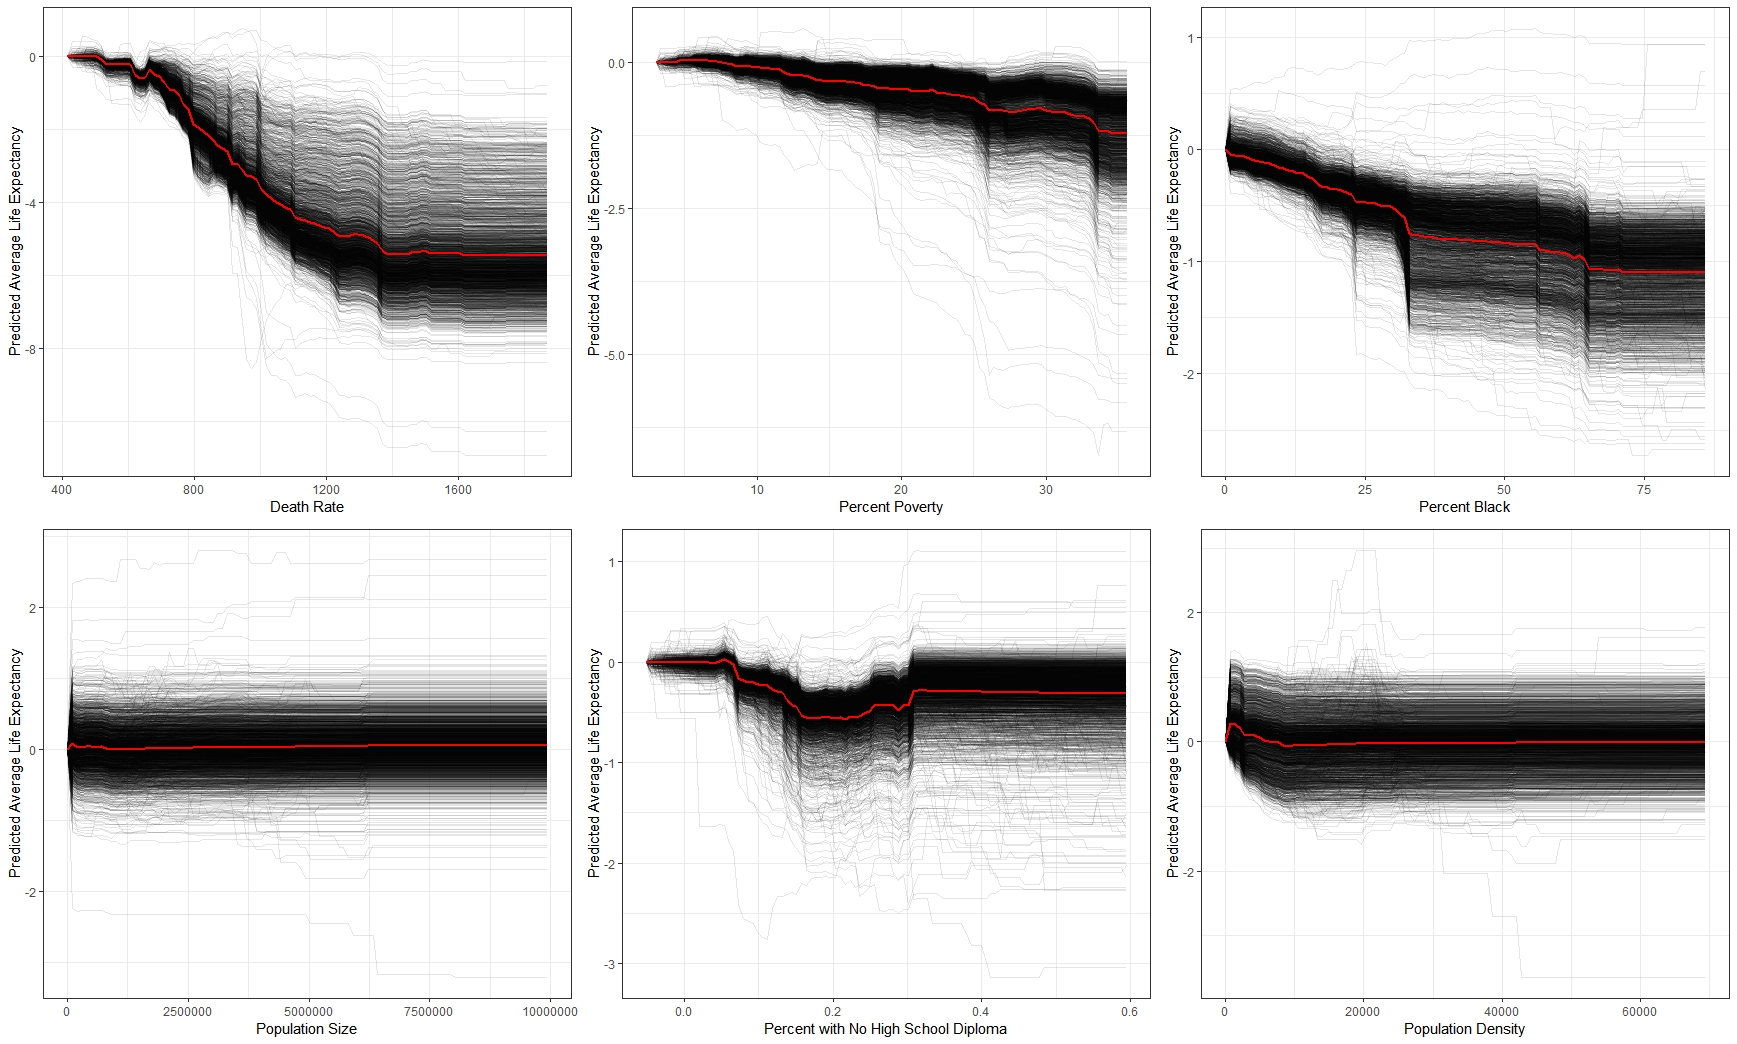 Predicted Average Life Expectancy
0
-4
-8
400 800 1200 1600
Death Rate
Predicted Average Life Expectancy
0.0
-2.5
-5.0
10 20 30
Percent Poverty
Predicted Average Life Expectancy
1
0
-1
-2
0 25 50 75
Percent Black
Predicted Average Life Expectancy
2
0
-2
0 2500000 5000000 7500000 10000000
Population Size
Predicted Average Life Expectancy
1
0
-1
-2
-3
0.0 0.2 0.4 0.6
Percent with No High School Diploma
Predicted Average Life Expectancy
2
0
-2
0 20000 40000 60000
Population Density